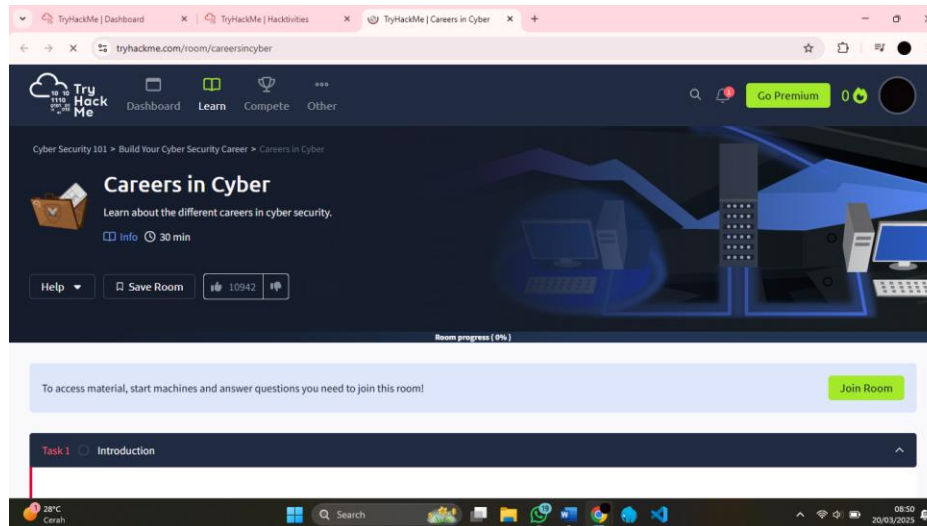 TryHackMe | Dashboard
TryHackMe | Hacktivities
TryHackMe | Careers in Cyber
tryhackme.com/room/careersincyber
Try Hack Me
Dashboard
Learn
Compete
Other
1
Go Premium
0
Cyber Security 101 > Build Your Cyber Security Career > Careers in Cyber
Careers in Cyber
Learn about the different careers in cyber security.
Info 30 min
Help
Save Room
10942
Room progress ( 0% )
To access material, start machines and answer questions you need to join this room!
Join Room
Task 1 Introduction
28°C
Cerah
Search
19
08:50
20/03/2025